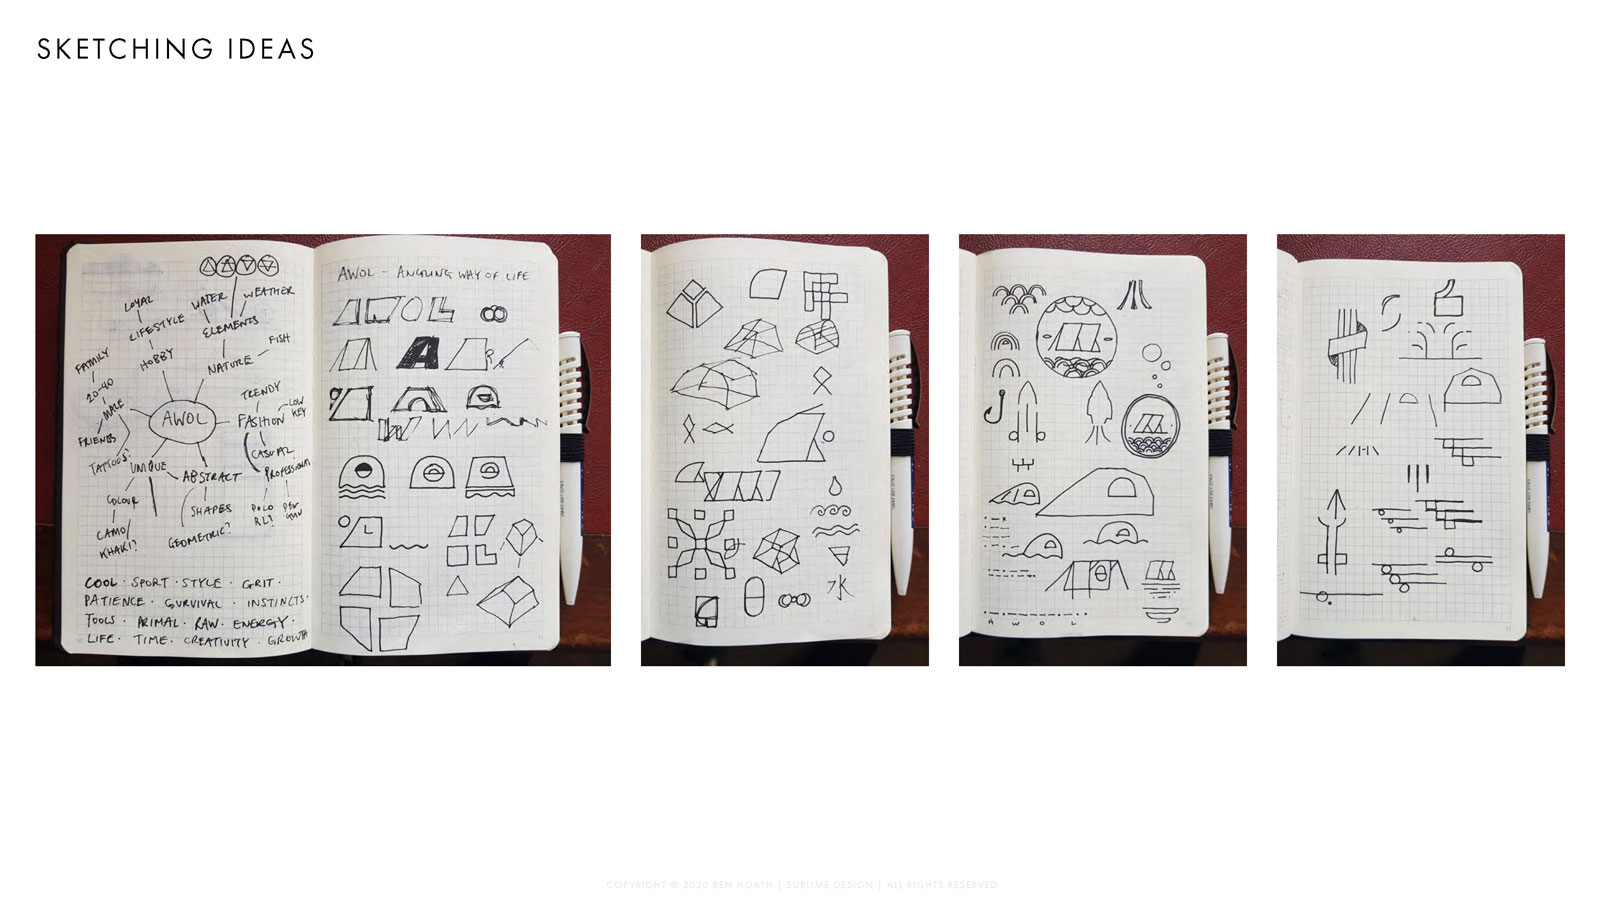 SKETCHING IDEAS
LOYAL
WATER
WEATHER
LIFESTYLE
ELEMENTS
FAMILY
HOBBY
NATURE
FISH
20-40
MALE
TRENDY
LOW KEY
AWOL
FASHION
FRIENDS
CASUAL
TATTOOS?
UNIQUE
ABSTRACT
PROFESSIONAL
COLOUR
SHAPES
POLO
RL?
CAMO/
KHAKI?
GEOMETRIC?
COOL · SPORT · STYLE · GRIT ·
PATIENCE · SURVIVAL · INSTINCTS ·
TOOLS · PRIMAL · RAW · ENERGY ·
LIFE · TIME · CREATIVITY · GROWTH
AWOL - ANGLING WAY OF LIFE
AWOL
A
水
A W O L
COPYRIGHT © 2020 BEN HOATH | SUBLIME DESIGN | ALL RIGHTS RESERVED